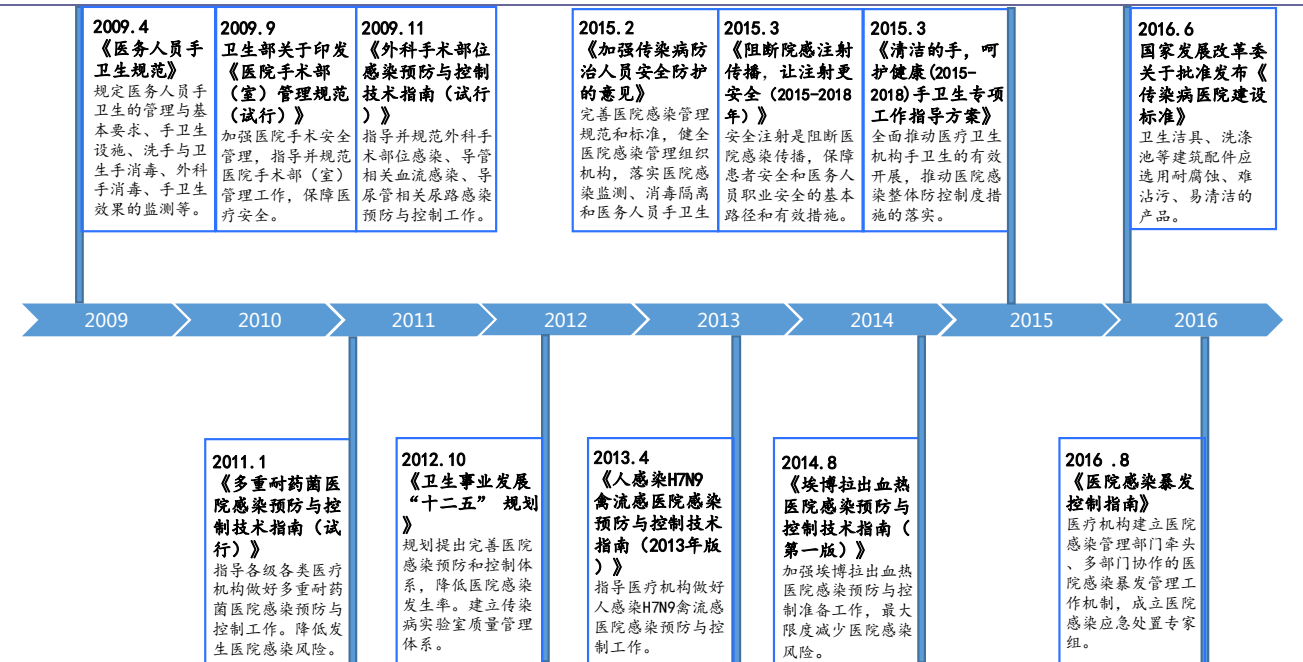 2009.4
《医务人员手
卫生规范》
规定医务人员手
卫生的管理与基
本要求、手卫生
设施、洗手与卫
生手消毒、外科
手消毒、手卫生
效果的监测等。
2009.9
卫生部关于印发
《医院手术部
（室）管理规范
（试行）》
加强医院手术安全
管理，指导并规范
医院手术部（室）
管理工作，保障医
疗安全。
2009.11
《外科手术部位
感染预防与控制
技术指南（试行
）》
指导并规范外科手
术部位感染、导管
相关血流感染、导
尿管相关尿路感染
预防与控制工作。
2015.2
《加强传染病防
治人员安全防护
的意见》
完善医院感染管理
规范和标准，健全
医院感染管理组织
机构，落实医院感
染监测、消毒隔离
和医务人员手卫生
2015.3
《阻断院感注射
传播，让注射更
安全（2015-2018
年）》
安全注射是阻断医
院感染传播，保障
患者安全和医务人
员职业安全的基本
路径和有效措施。
2015.3
《清洁的手，呵
护健康(2015-
2018)手卫生专项
工作指导方案》
全面推动医疗卫生
机构手卫生的有效
开展，推动医院感
染整体防控制度措
施的落实。
2016.6
国家发展改革委
关于批准发布《
传染病医院建设
标准》
卫生洁具、洗涤
池等建筑配件应
选用耐腐蚀、难
沾污、易清洁的
产品。
2009
2010
2011
2012
2013
2014
2015
2016
2011.1
《多重耐药菌医
院感染预防与控
制技术指南（试
行）》
指导各级各类医疗
机构做好多重耐药
菌医院感染预防与
控制工作。降低发
生医院感染风险。
2012.10
《卫生事业发展
“十二五” 规划
》
规划提出完善医院
感染预防和控制体
系，降低医院感染
发生率。建立传染
病实验室质量管理
体系。
2013.4
《人感染H7N9
禽流感医院感染
预防与控制技术
指南（2013年版
）》
指导医疗机构做好
人感染H7N9禽流感
医院感染预防与控
制工作。
2014.8
《埃博拉出血热
医院感染预防与
控制技术指南（
第一版）》
加强埃博拉出血热
医院感染预防与控
制准备工作，最大
限度减少医院感染
风险。
2016 .8
《医院感染暴发
控制指南》
医疗机构建立医院
感染管理部门牵头
、多部门协作的医
院感染暴发管理工
作机制，成立医院
感染应急处置专家
组。